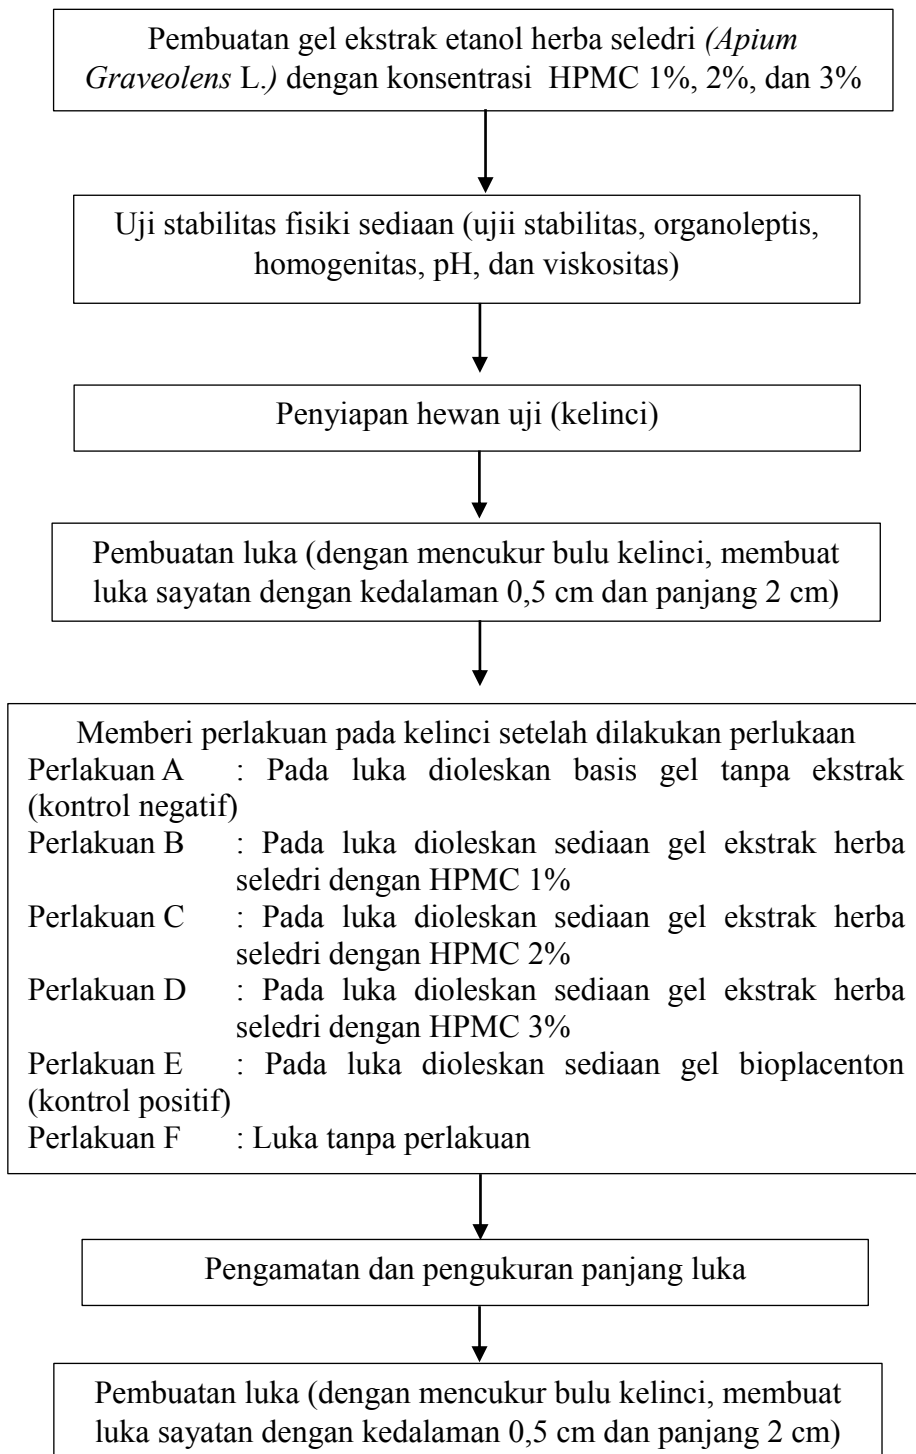 Pembuatan gel ekstrak etanol herba seledri (Apium
Graveolens L.) dengan konsentrasi HPMC 1%, 2%, dan 3%
Uji stabilitas fisiki sediaan (ujii stabilitas, organoleptis,
homogenitas, pH, dan viskositas)
Penyiapan hewan uji (kelinci)
Pembuatan luka (dengan mencukur bulu kelinci, membuat
luka sayatan dengan kedalaman 0,5 cm dan panjang 2 cm)
Memberi perlakuan pada kelinci setelah dilakukan perlukaan
Perlakuan A : Pada luka dioleskan basis gel tanpa ekstrak
(kontrol negatif)
Perlakuan B : Pada luka dioleskan sediaan gel ekstrak herba
seledri dengan HPMC 1%
Perlakuan C : Pada luka dioleskan sediaan gel ekstrak herba
seledri dengan HPMC 2%
Perlakuan D : Pada luka dioleskan sediaan gel ekstrak herba
seledri dengan HPMC 3%
Perlakuan E : Pada luka dioleskan sediaan gel bioplacenton
(kontrol positif)
Perlakuan F : Luka tanpa perlakuan
Pengamatan dan pengukuran panjang luka
Pembuatan luka (dengan mencukur bulu kelinci, membuat
luka sayatan dengan kedalaman 0,5 cm dan panjang 2 cm)